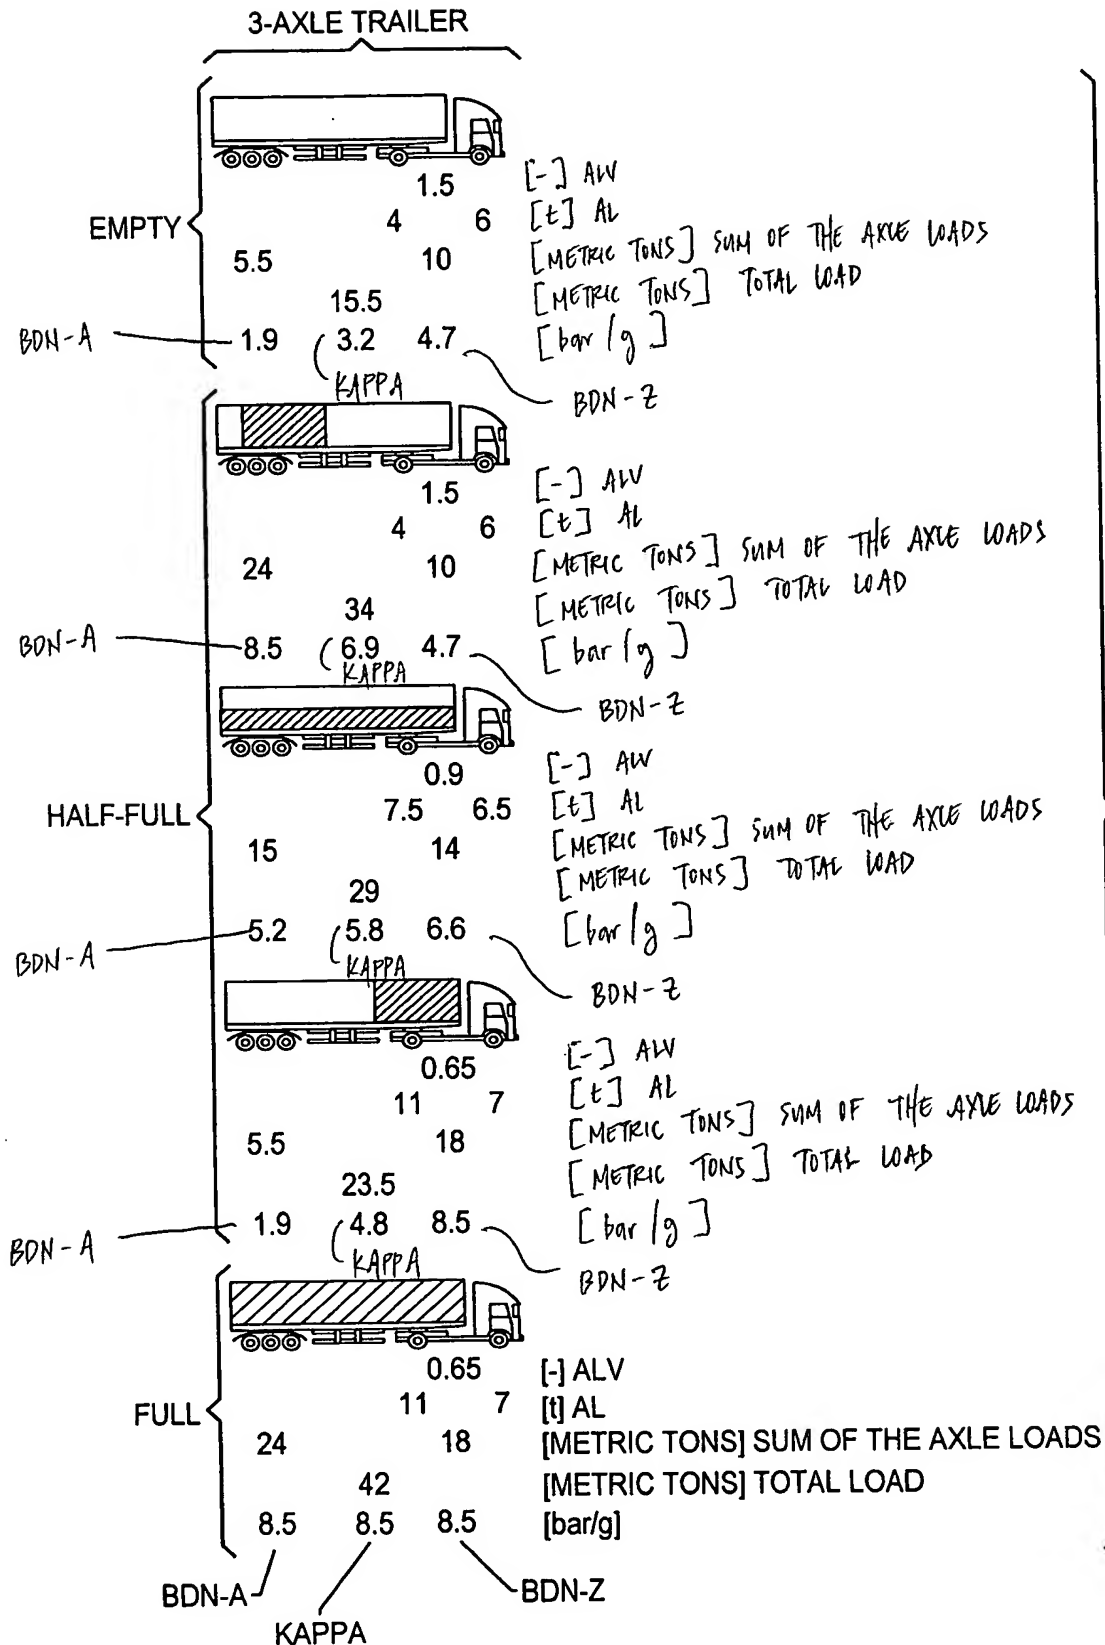 3-AXLE TRAILER
1.5 [-] ALV
EMPTY 4 6 [t] AL
5.5 10 [METRIC TONS] SUM OF THE AXLE LOADS
15.5 [METRIC TONS] TOTAL LOAD
BDN-A 1.9 3.2 4.7 [bar/g]
KAPPA BDN-Z
1.5 [-] ALV
4 6 [t] AL
24 10 [METRIC TONS] SUM OF THE AXLE LOADS
34 [METRIC TONS] TOTAL LOAD
BDN-A 8.5 6.9 4.7 [bar/g]
KAPPA BDN-Z
0.9 [-] ALV
HALF-FULL 7.5 6.5 [t] AL
15 14 [METRIC TONS] SUM OF THE AXLE LOADS
29 [METRIC TONS] TOTAL LOAD
BDN-A 5.2 5.8 6.6 [bar/g]
KAPPA BDN-Z
0.65 [-] ALV
11 7 [t] AL
5.5 18 [METRIC TONS] SUM OF THE AXLE LOADS
23.5 [METRIC TONS] TOTAL LOAD
BDN-A 1.9 4.8 8.5 [bar/g]
KAPPA BDN-Z
0.65 [-] ALV
FULL 11 7 [t] AL
24 18 [METRIC TONS] SUM OF THE AXLE LOADS
42 [METRIC TONS] TOTAL LOAD
8.5 8.5 8.5 [bar/g]
BDN-A BDN-Z
KAPPA